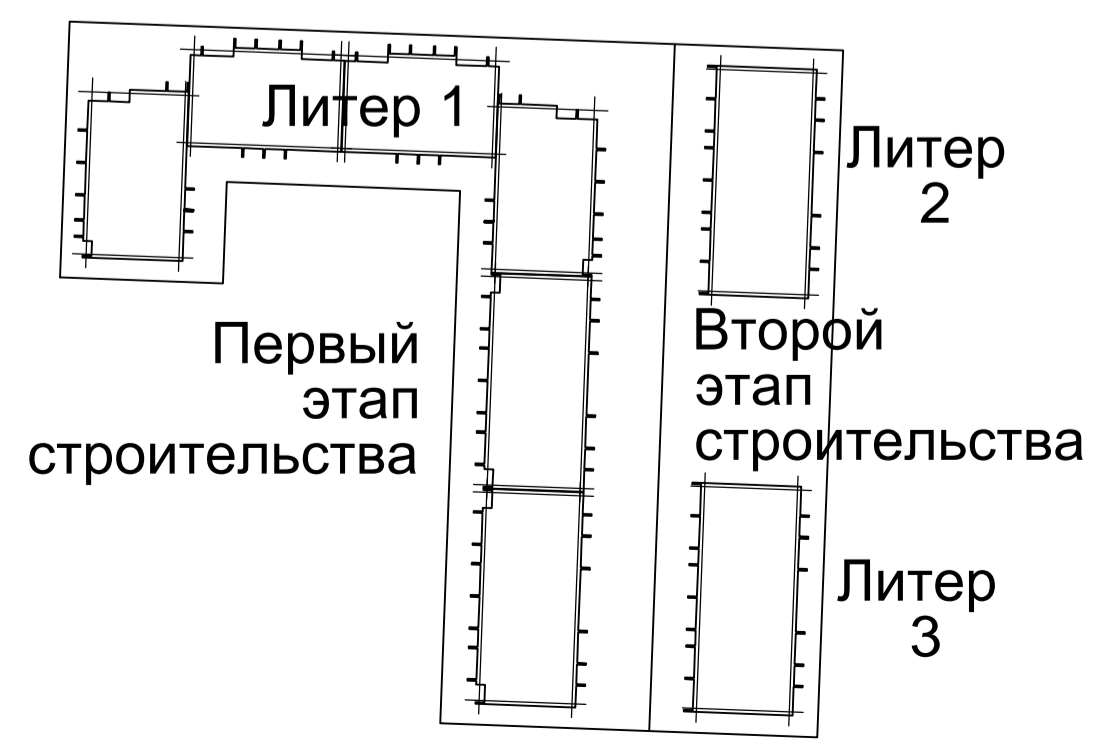 Литер 1
Литер
2
Первый
этап
строительства
Второй
этап
строительства
Литер
3